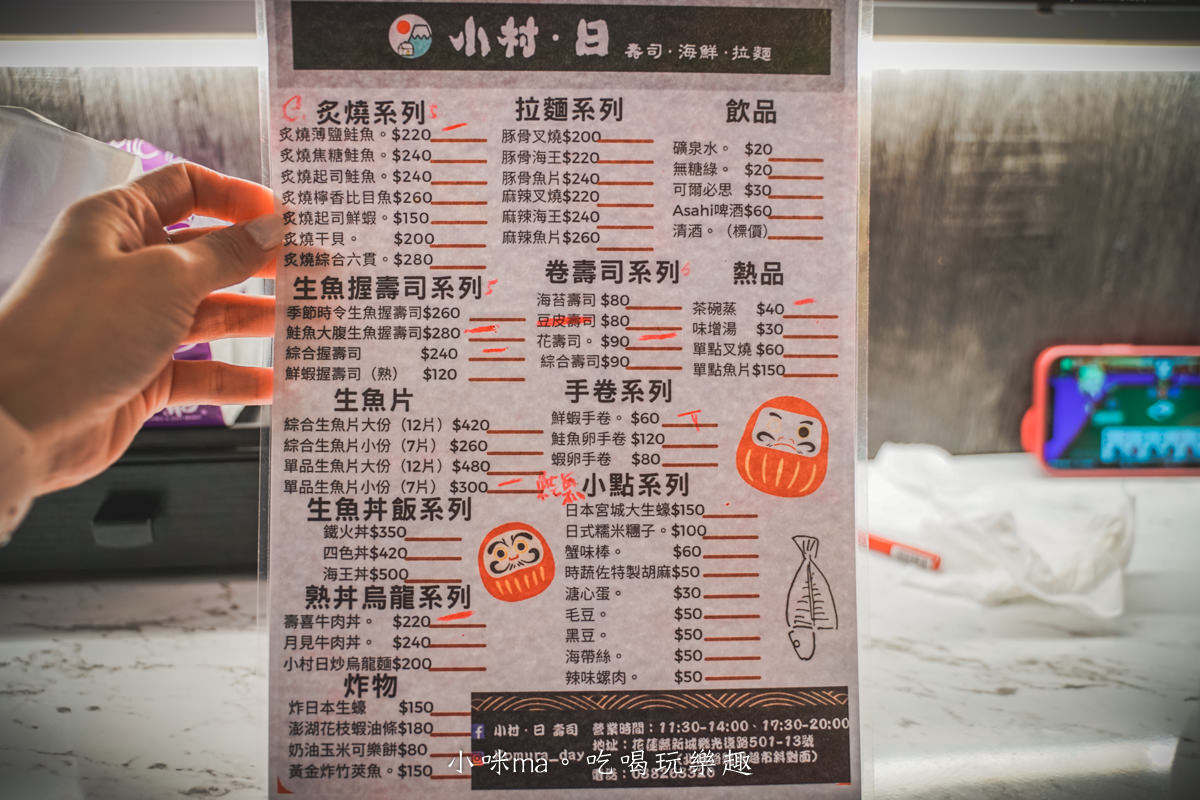 小村·日 壽司·海鮮·拉麵
炙燒系列
炙燒薄鹽鮭魚。$220
炙燒焦糖鮭魚。$240
炙燒起司鮭魚。$240
炙燒檸香比目魚$260
炙燒起司鮮蝦。$150
炙燒干貝。 $200
炙燒綜合六貫。$280
生魚握壽司系列
季節時令生魚握壽司$260
鮭魚大腹生魚握壽司$280
綜合握壽司 $240
鮮蝦握壽司（熟） $120
生魚片
綜合生魚片大份（12片）$420
綜合生魚片小份（7片）$260
單品生魚片大份（12片）$480
單品生魚片小份（7片）$300
生魚丼飯系列
鐵火丼$350
四色丼$420
海王丼$500
熟丼烏龍系列
壽喜牛肉丼。 $220
月見牛肉丼。 $240
小村日炒烏龍麵$200
炸物
炸日本生蠔 $150
澎湖花枝蝦油條$180
奶油玉米可樂餅$80
黃金炸竹莢魚。$150
拉麵系列
豚骨叉燒$200
豚骨海王$220
豚骨魚片$240
麻辣叉燒$220
麻辣海王$240
麻辣魚片$260
飲品
礦泉水。 $20
無糖綠。 $20
可爾必思 $30
Asahi啤酒$60
清酒。（標價）
卷壽司系列
海苔壽司 $80
豆皮壽司 $80
花壽司。 $90
綜合壽司$90
熱品
茶碗蒸 $40
味增湯 $30
單點叉燒 $60
單點魚片$150
手卷系列
鮮蝦手卷。 $60
鮭魚卵手卷 $120
蝦卵手卷 $80
小點系列
日本宮城大生蠔$150
日式糯米糰子。$100
蟹味棒。 $60
時蔬佐特製胡麻$50
溏心蛋。 $30
毛豆。 $50
黑豆。 $50
海帶絲。 $50
辣味螺肉。 $50
小村·日 壽司 營業時間：11:30-14:00、17:30-20:00
地址：花蓮縣新城鄉光復路501-13號
小咪ma。吃喝玩樂趣